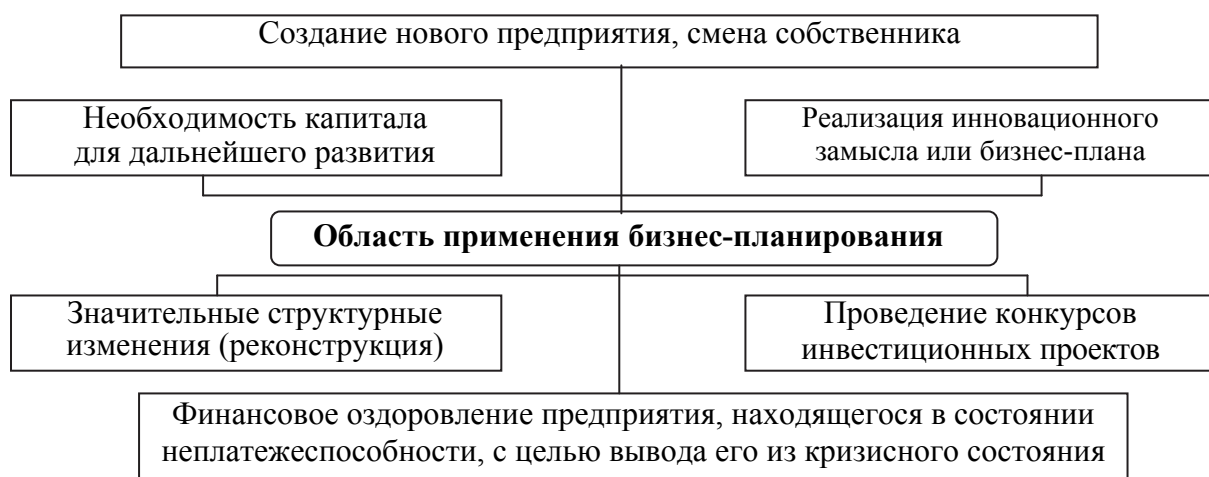 Создание нового предприятия, смена собственника
Необходимость капитала
для дальнейшего развития
Реализация инновационного
замысла или бизнес-плана
Область применения бизнес-планирования
Значительные структурные
изменения (реконструкция)
Проведение конкурсов
инвестиционных проектов
Финансовое оздоровление предприятия, находящегося в состоянии
неплатежеспособности, с целью вывода его из кризисного состояния